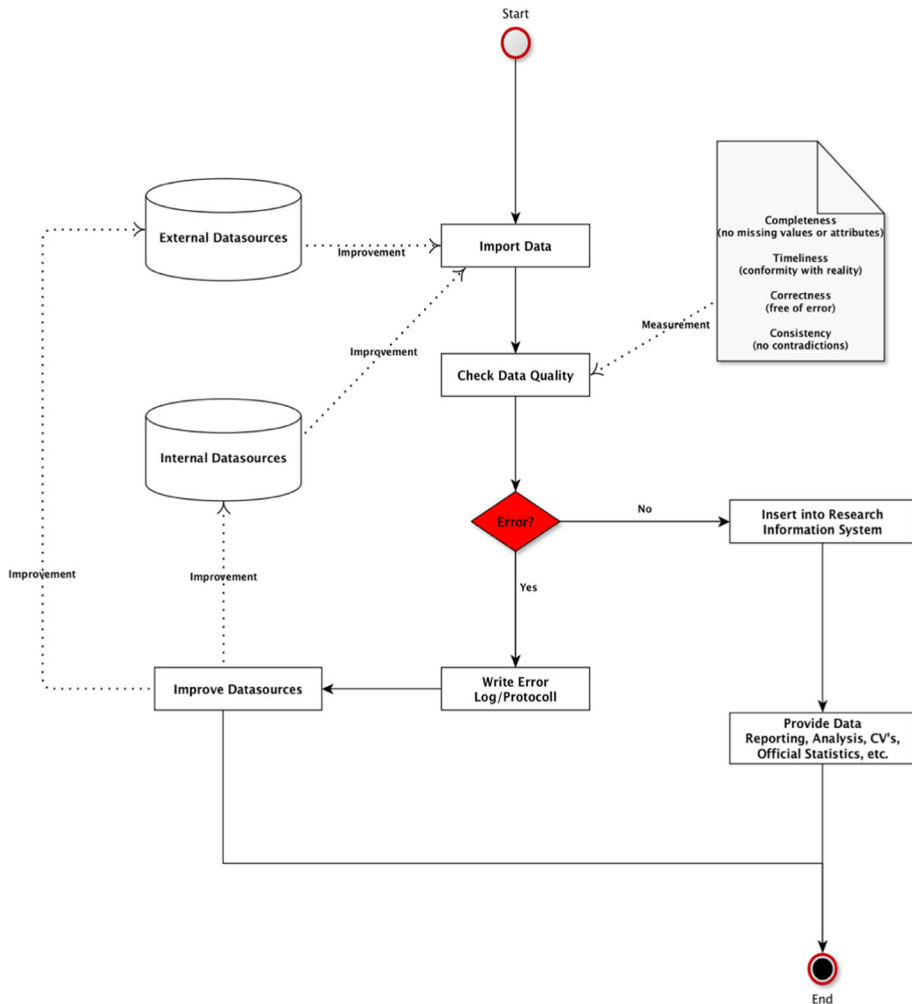 Start
External Datasources
Improvement
Import Data
Completeness
(no missing values or attributes)
Timeliness
(conformity with reality)
Correctness
(free of error)
Consistency
(no contradictions)
Measurement
Improvement
Check Data Quality
Internal Datasources
Error?
No
Insert into Research
Information System
Improvement
Improvement
Yes
Improve Datasources
Write Error
Log/Protocoll
Provide Data
Reporting, Analysis, CV's,
Official Statistics, etc.
End